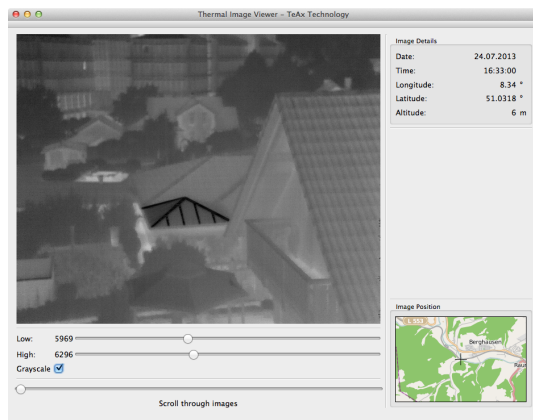 Thermal Image Viewer - TeAx Technology
Image Details
Date: 24.07.2013
Time: 16:33:00
Longitude: 8.34 °
Latitude: 51.0318 °
Altitude: 6 m
Image Position
Berghausen
Low: 5969
High: 6296
Grayscale
Scroll through images